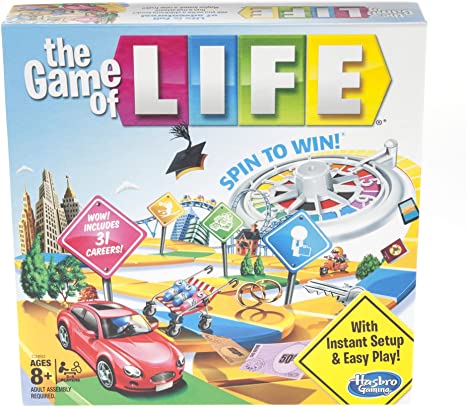 the
Game
of
LIFE
®
SPIN TO WIN!
WOW!
INCLUDES
31
CAREERS!
With
Instant Setup
& Easy Play!
AGES
8+
ADULT ASSEMBLY
REQUIRED.
Hasbro
Gaming